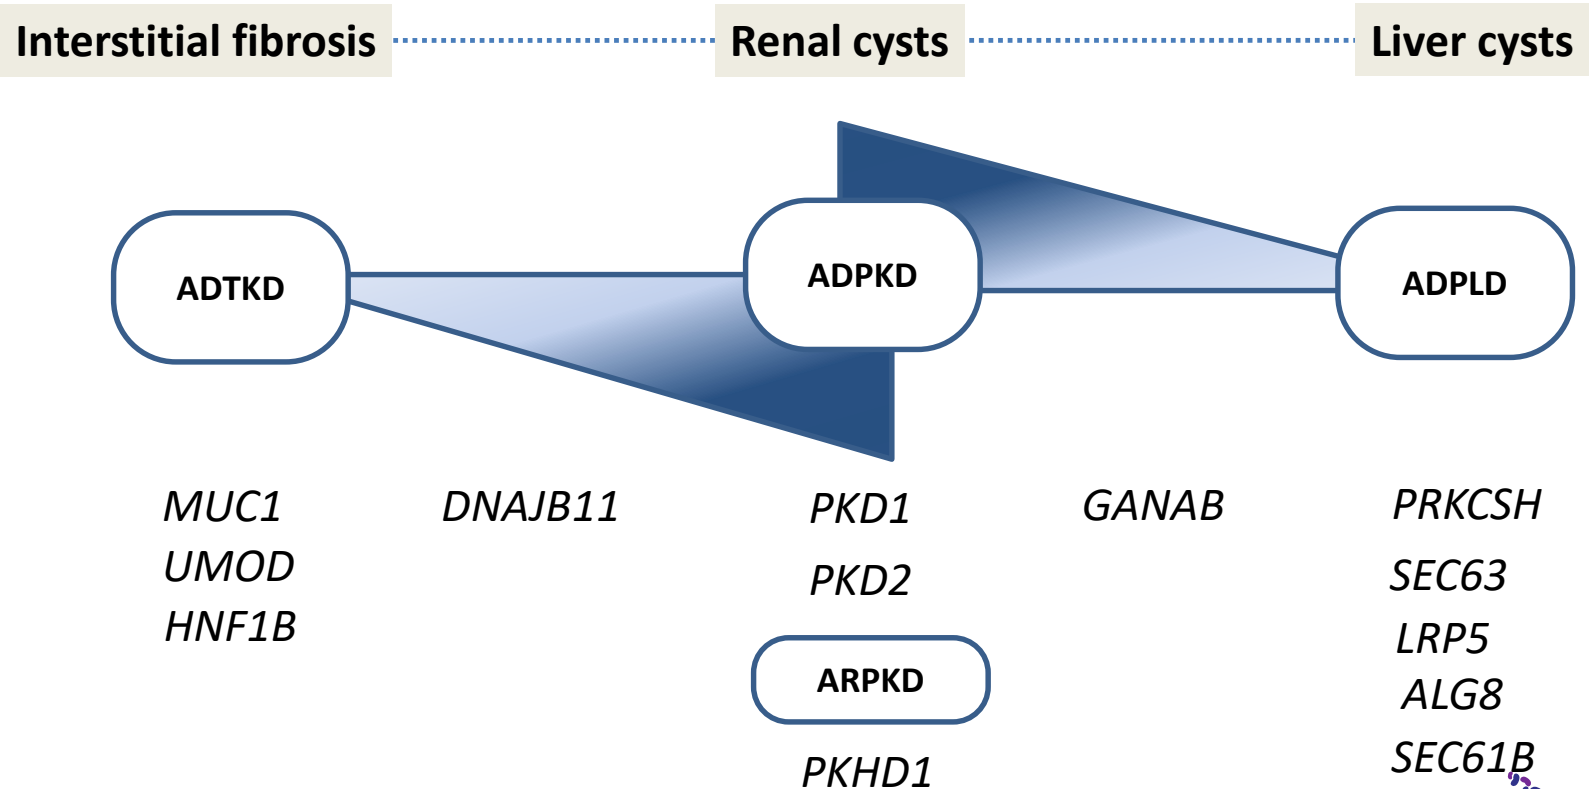 Interstitial fibrosis
Renal cysts
Liver cysts
ADTKD
ADPKD
ADPLD
MUC1
DNAJB11
PKD1
GANAB
PRKCSH
UMOD
PKD2
SEC63
HNF1B
LRP5
ARPKD
ALG8
PKHD1
SEC61B